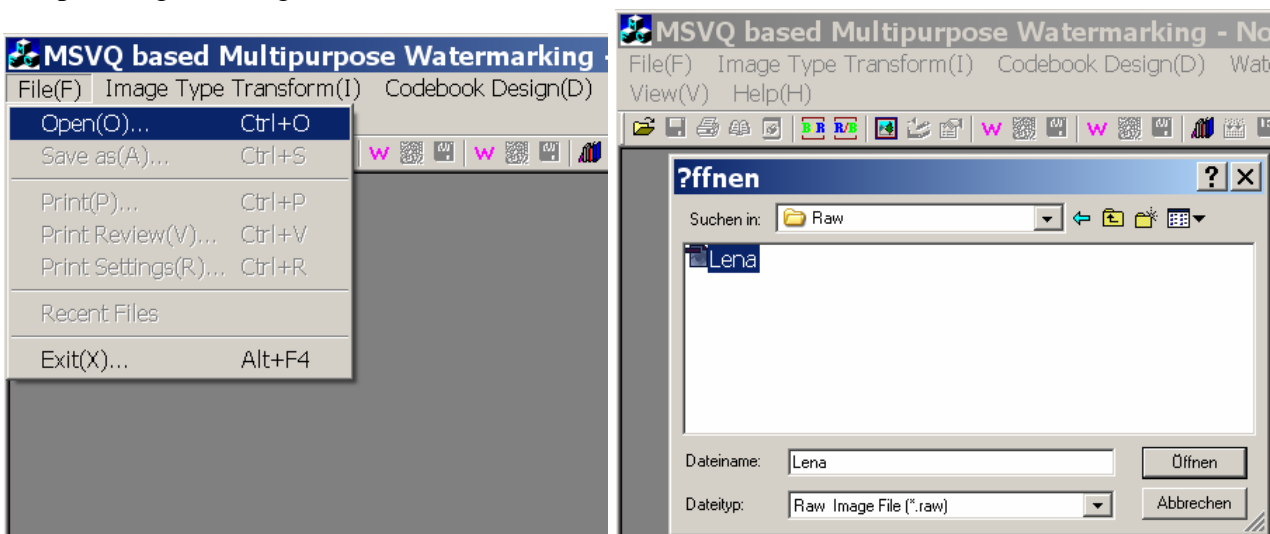 MSVQ based Multipurpose Watermarking -
File(F) Image Type Transform(I) Codebook Design(D)
Open(O)... Ctrl+O
Save as(A)... Ctrl+S
Print(P)... Ctrl+P
Print Review(V)... Ctrl+V
Print Settings(R)... Ctrl+R
Recent Files
Exit(X)... Alt+F4
MSVQ based Multipurpose Watermarking - No
File(F) Image Type Transform(I) Codebook Design(D) Wat
View(V) Help(H)
B R R/B W W
?ffnen
Suchen in: Raw
Lena
Dateiname: Lena Öffnen
Dateityp: Raw Image File (*.raw) Abbrechen